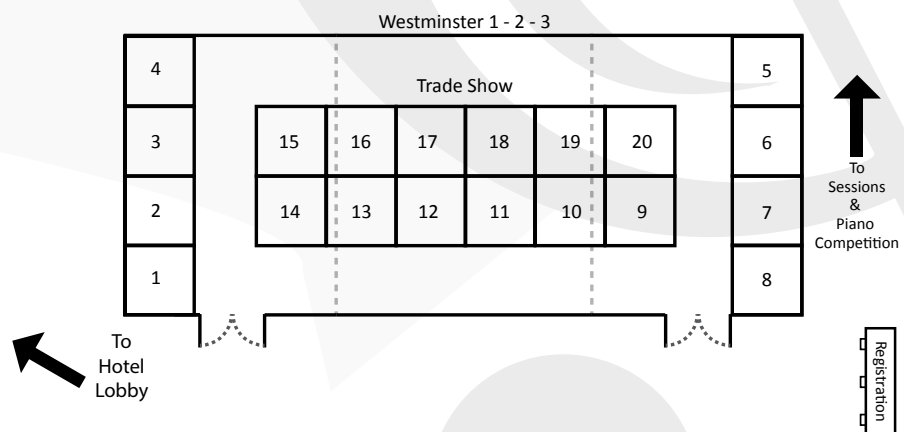 Westminster 1 - 2 - 3
4
5
Trade Show
3
15
16
17
18
19
20
6
2
14
13
12
11
10
9
7
1
8
To
Sessions
&
Piano
Competition
To
Hotel
Lobby
Registration